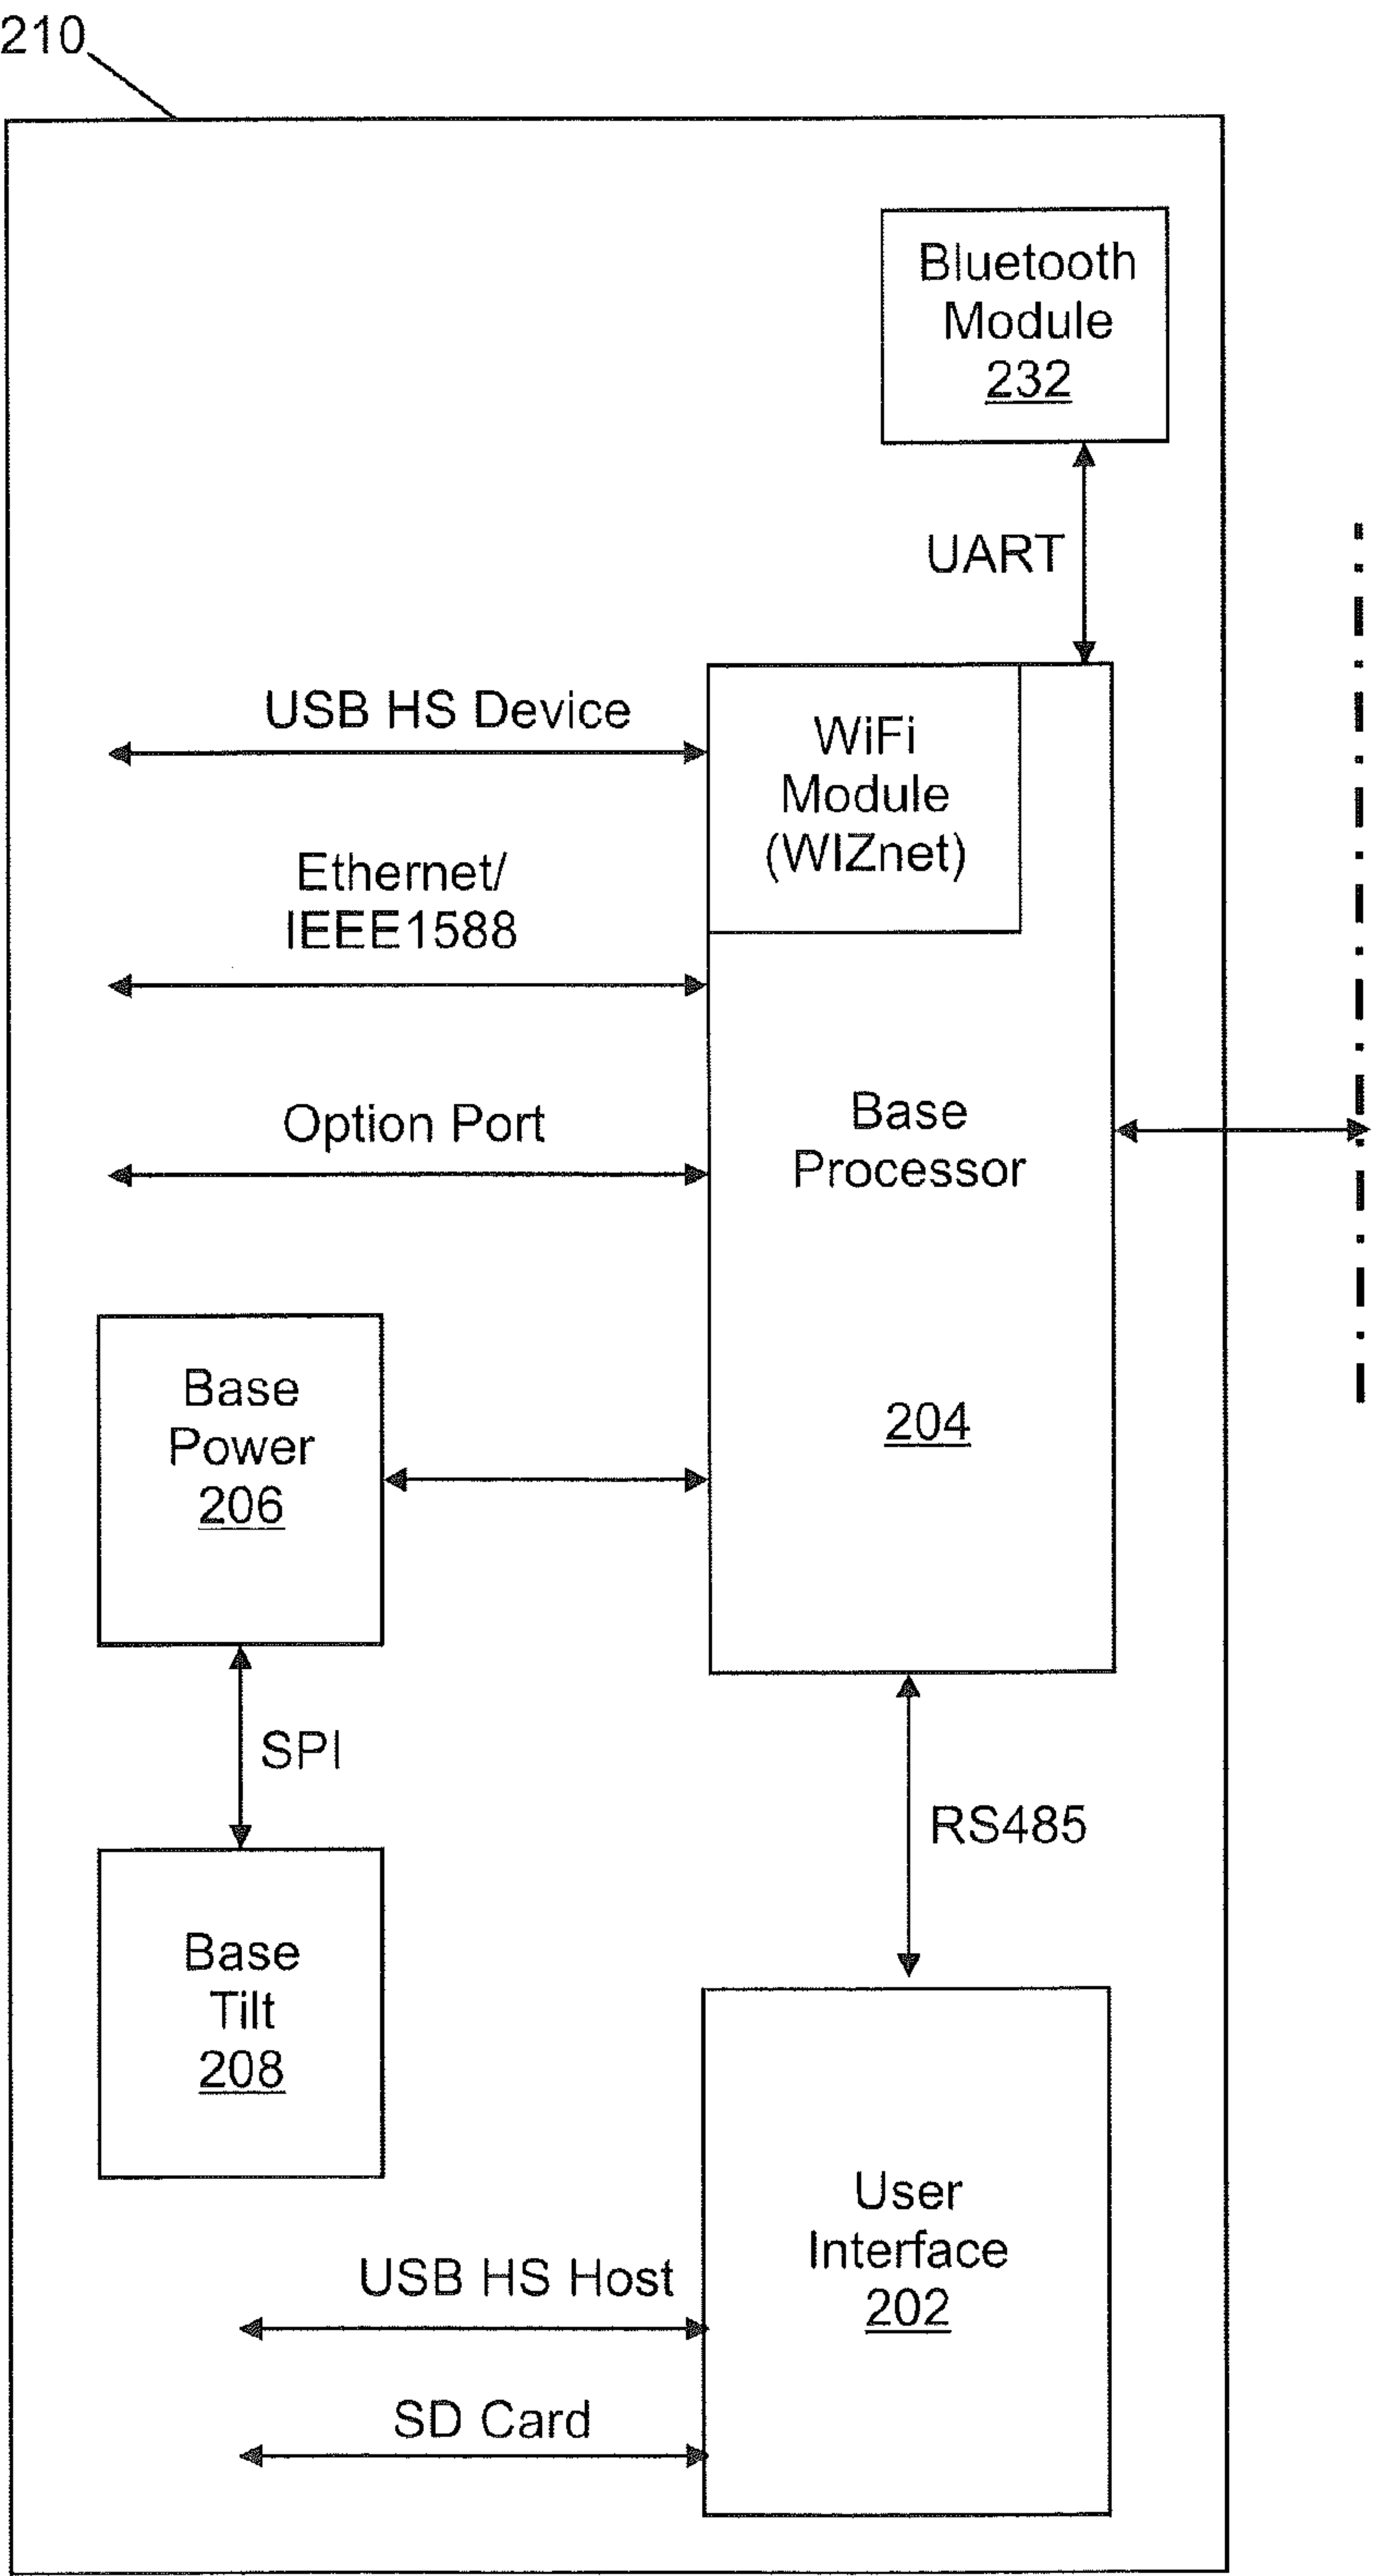 210
Bluetooth
Module
232
UART
USB HS Device
WiFi
Module
(WIZnet)
Ethernet/
IEEE1588
Option Port
Base
Processor
204
Base
Power
206
SPI
RS485
Base
Tilt
208
User
Interface
202
USB HS Host
SD Card